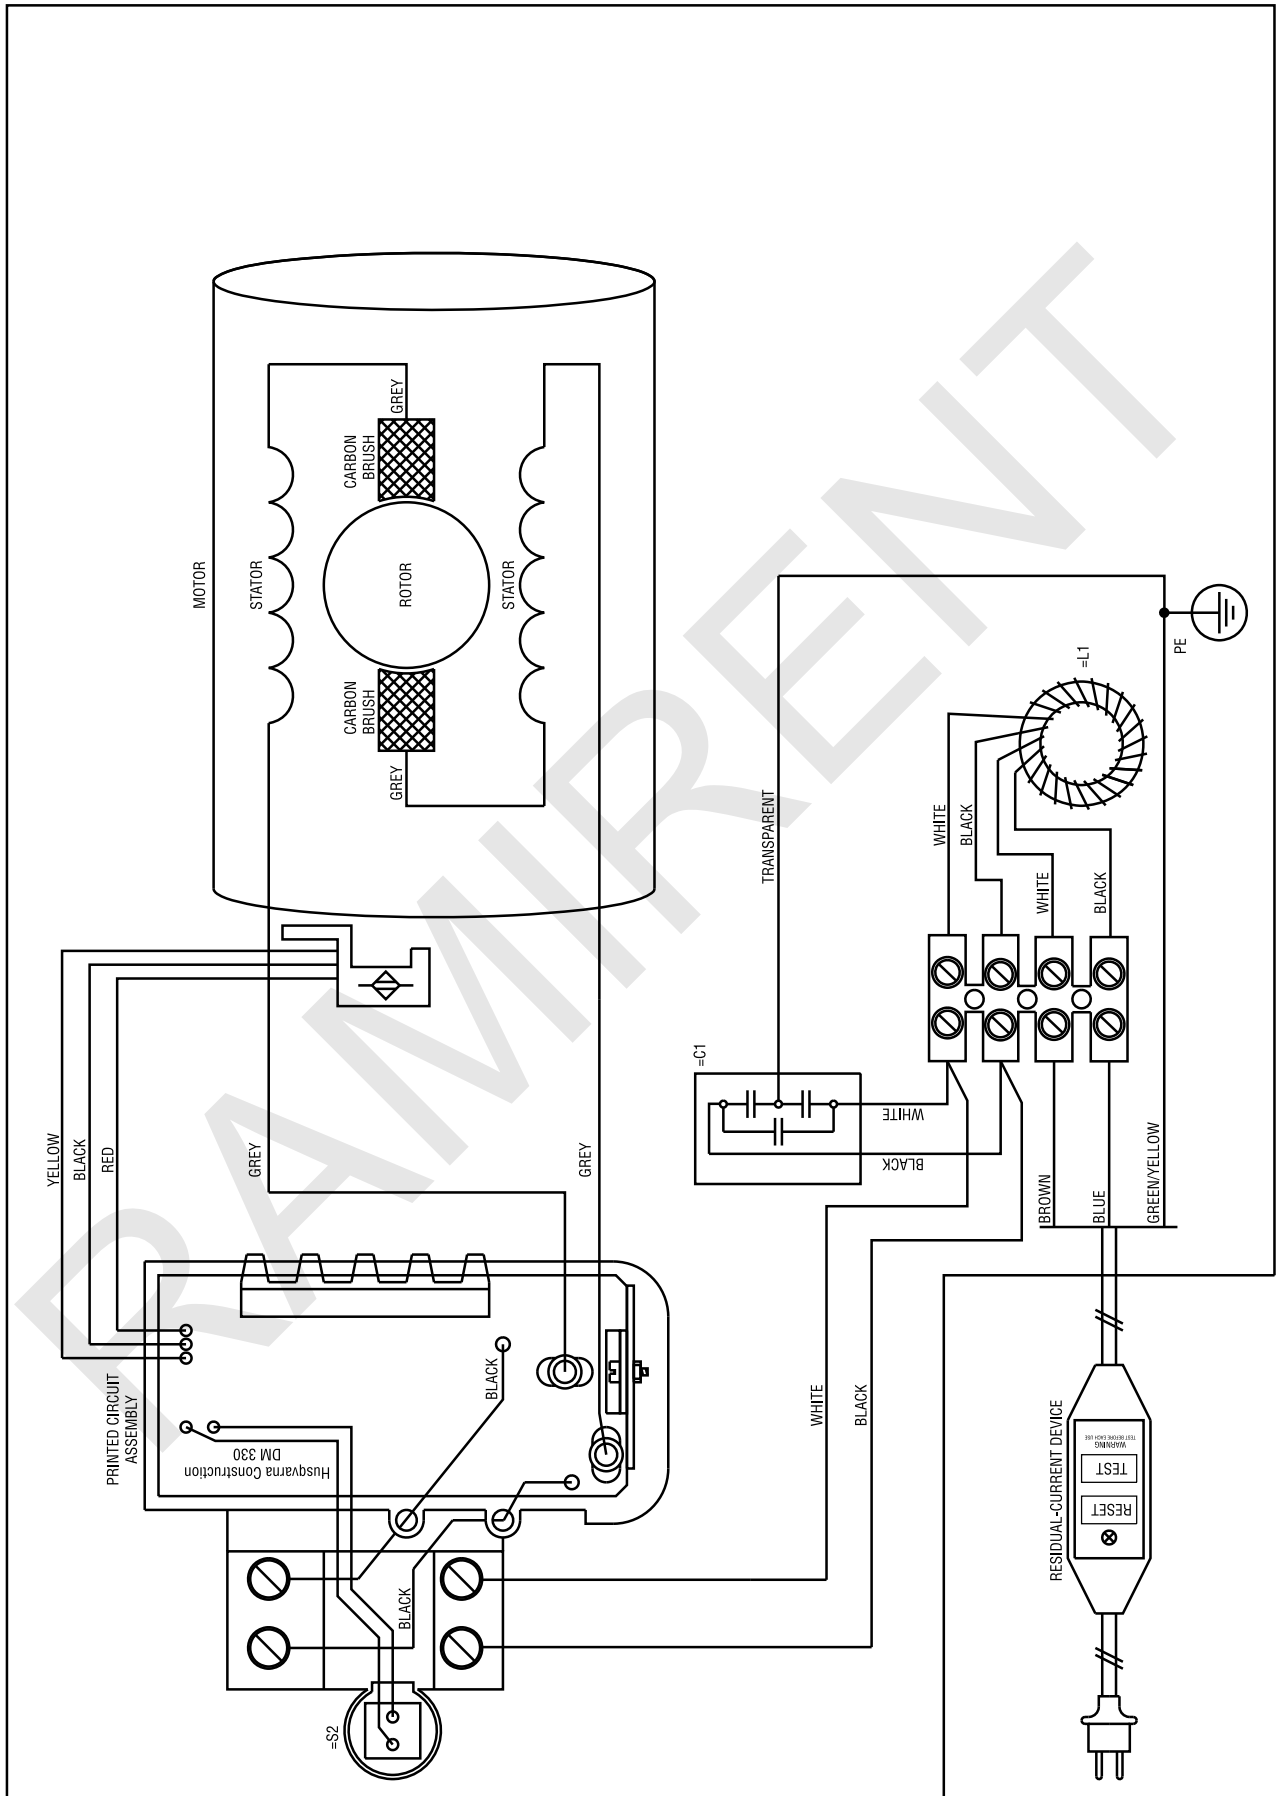 RAMIRENT
MOTOR
STATOR
CARBON
BRUSH
GREY
ROTOR
STATOR
CARBON
BRUSH
GREY
PE
=L1
TRANSPARENT
WHITE
BLACK
WHITE
BLACK
=C1
WHITE
BLACK
YELLOW
BLACK
RED
GREY
GREY
BROWN
BLUE
GREEN/YELLOW
PRINTED CIRCUIT
ASSEMBLY
Husqvarna Construction
DM 330
BLACK
BLACK
WHITE
BLACK
=S2
RESIDUAL-CURRENT DEVICE
WARNING
TEST BEFORE EACH USE
TEST
RESET